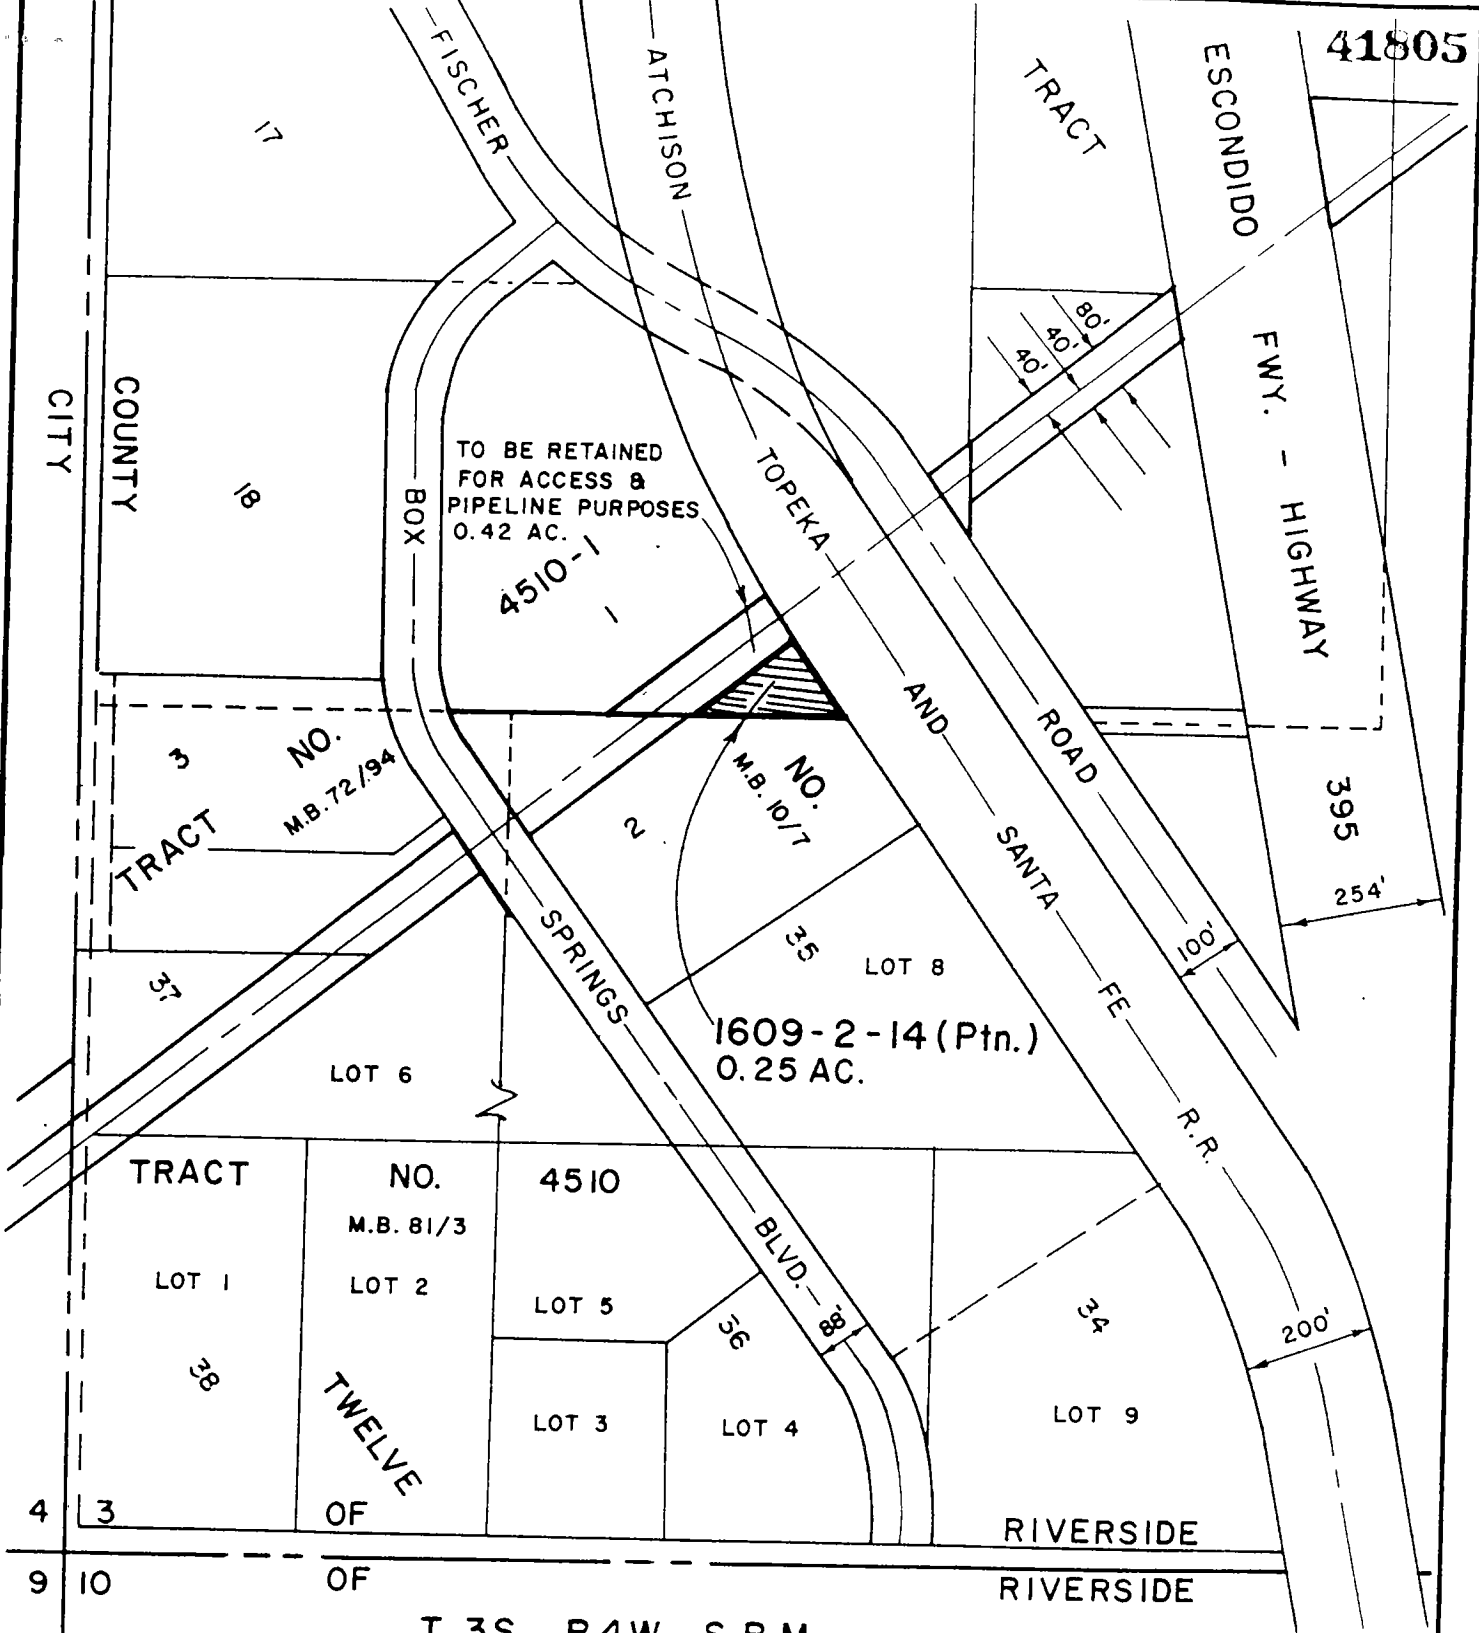 41805
FISCHER
ATCHISON
TRACT
ESCONDIDO
17
80'
40'
40'
FWY. - HIGHWAY
CITY
COUNTY
18
BOX
TO BE RETAINED
FOR ACCESS &
PIPELINE PURPOSES
0.42 AC.
4510-1
1
TOPEKA
AND
ROAD
395
254'
3
NO.
M.B. 72/94
TRACT
NO.
M.B. 10/7
2
SANTA
SPRINGS
35
LOT 8
100'
37
FE
1609-2-14 (Ptn.)
0.25 AC.
LOT 6
R.R.
TRACT NO. 4510
M.B. 81/3
BLVD.
LOT 1
LOT 2
LOT 5
88'
36
34
200'
38
TWELVE
LOT 3
LOT 4
LOT 9
4 3
OF
RIVERSIDE
9 10
OF
RIVERSIDE
T.3S. R4W. S.B.M.